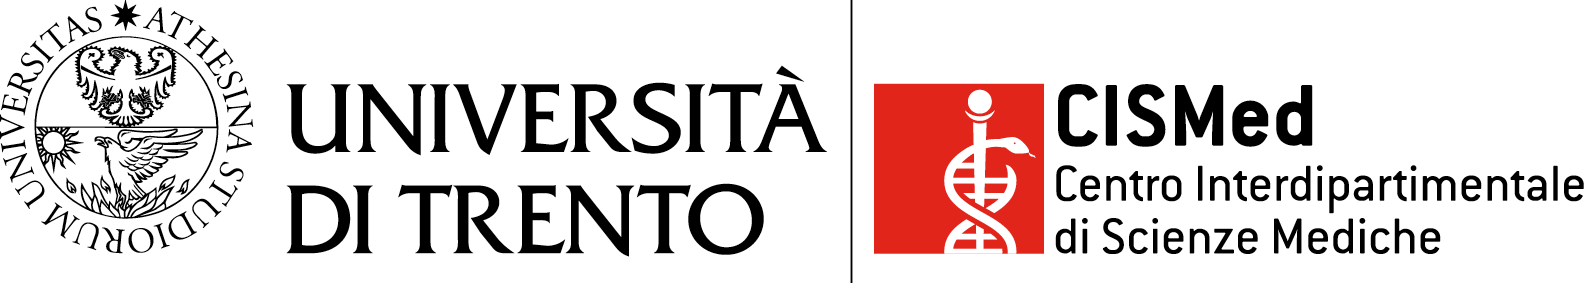 UNIVERSITAS ATHESINA STUDIORUM
UNIVERSITÀ
DI TRENTO
CISMed
Centro Interdipartimentale
di Scienze Mediche